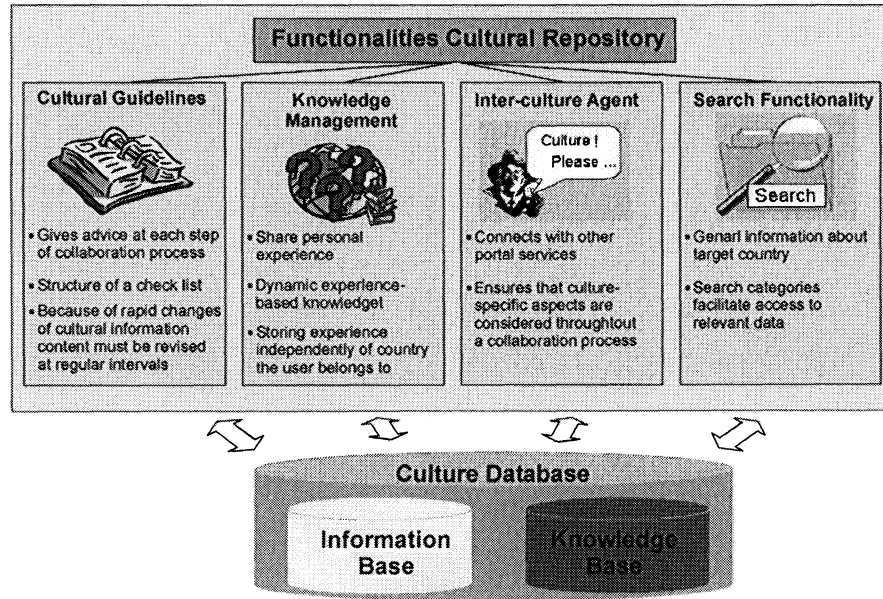 Functionalities Cultural Repository
Cultural Guidelines
• Gives advice at each step
of collaboration process
• Structure of a check list
• Because of rapid changes
of cultural information
content must be revised
at regular intervals
Knowledge
Management
???
• Share personal
experience
• Dynamic experience-
based knowledget
• Storing experience
independently of country
the user belongs to
Inter-culture Agent
Culture !
Please ...
• Connects with other
portal services
• Ensures that culture-
specific aspects are
considered throughtout
a collaboration process
Search Functionality
Search
• Genarl information about
target country
• Search categories
facilitate access to
relevant data
Culture Database
Information
Base
Knowledge
Base